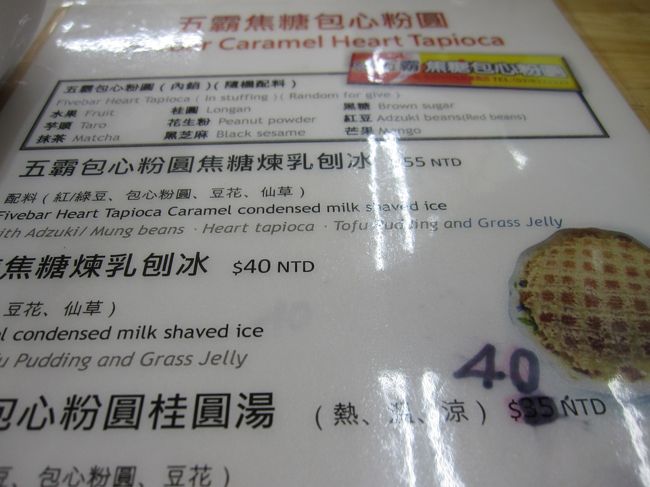 五霸焦糖包心粉圓
Caramel Heart Tapioca
焦糖包心粉圓
五霸包心粉圓(內餡)(隨機配料)
Fivebar Heart Tapioca ( in stuffing )( Random for give )
水果 Fruit 桂圓 Longan 黑糖 Brown sugar
芋頭 Taro 花生粉 Peanut powder 紅豆 Adzuki beans(Red beans)
抹茶 Matcha 黑芝麻 Black sesame 芒果 Mango
五霸包心粉圓焦糖煉乳刨冰 55 NTD
配料(紅/綠豆、包心粉圓、豆花、仙草)
Fivebar Heart Tapioca Caramel condensed milk shaved ice
ith Adzuki/ Mung beans · Heart tapioca · Tofu Pudding and Grass Jelly
焦糖煉乳刨冰 $40 NTD
豆花、仙草)
el condensed milk shaved ice
fu Pudding and Grass Jelly
40
包心粉圓桂圓湯 (熱、溫、涼) $35 NTD
豆、包心粉圓、豆花)